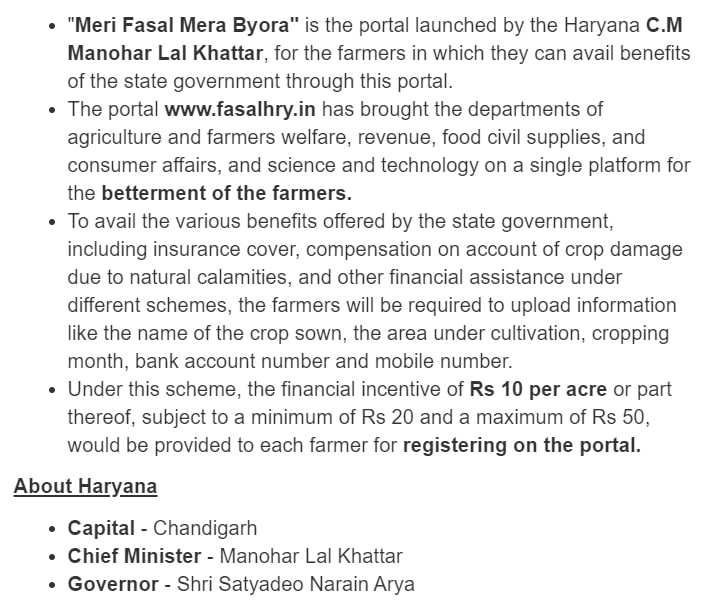 • "Meri Fasal Mera Byora" is the portal launched by the Haryana C.M
Manohar Lal Khattar, for the farmers in which they can avail benefits
of the state government through this portal.
• The portal www.fasalhry.in has brought the departments of
agriculture and farmers welfare, revenue, food civil supplies, and
consumer affairs, and science and technology on a single platform for
the betterment of the farmers.
• To avail the various benefits offered by the state government,
including insurance cover, compensation on account of crop damage
due to natural calamities, and other financial assistance under
different schemes, the farmers will be required to upload information
like the name of the crop sown, the area under cultivation, cropping
month, bank account number and mobile number.
• Under this scheme, the financial incentive of Rs 10 per acre or part
thereof, subject to a minimum of Rs 20 and a maximum of Rs 50,
would be provided to each farmer for registering on the portal.
About Haryana
• Capital - Chandigarh
• Chief Minister - Manohar Lal Khattar
• Governor - Shri Satyadeo Narain Arya